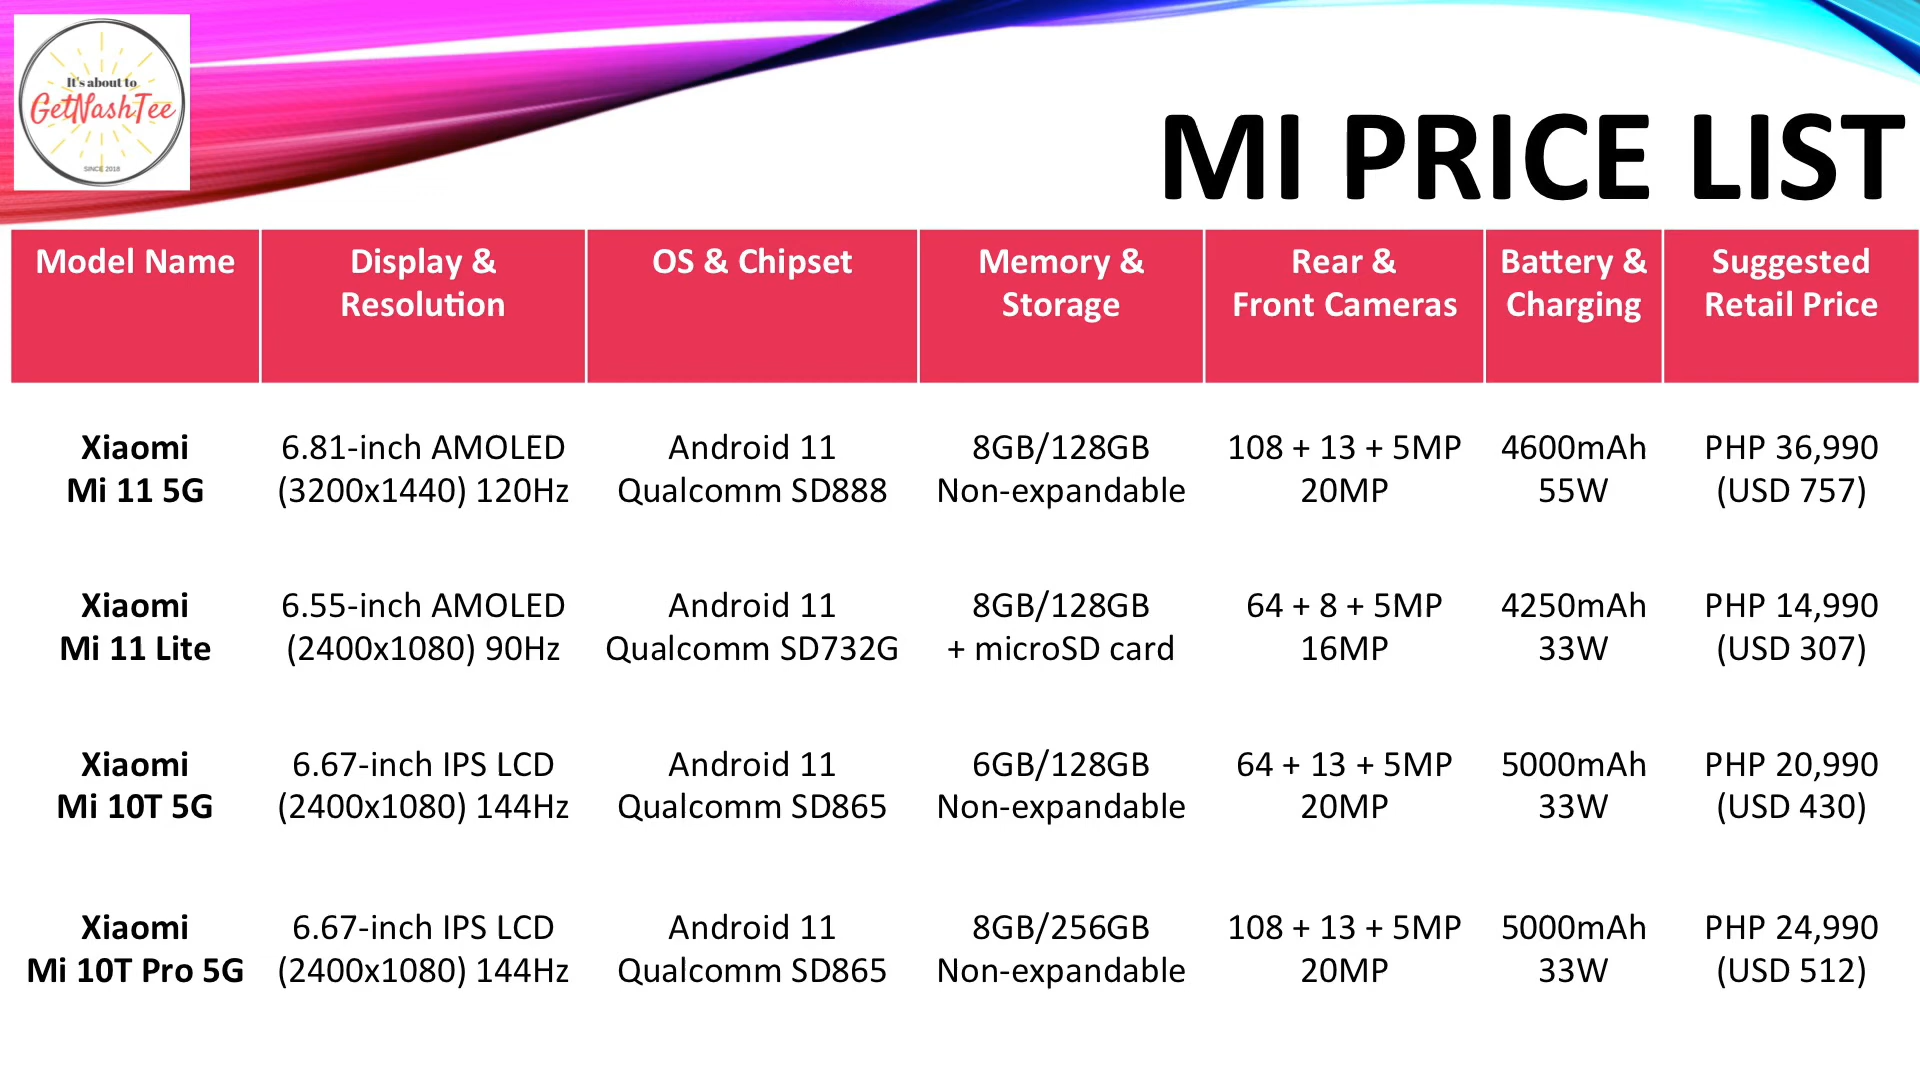 It's about to
GetNashTee
SINCE 2018
MI PRICE LIST
Model Name
Display &
Resolution
OS & Chipset
Memory &
Storage
Rear &
Front Cameras
Battery &
Charging
Suggested
Retail Price
Xiaomi
Mi 11 5G
6.81-inch AMOLED
(3200x1440) 120Hz
Android 11
Qualcomm SD888
8GB/128GB
Non-expandable
108 + 13 + 5MP
20MP
4600mAh
55W
PHP 36,990
(USD 757)
Xiaomi
Mi 11 Lite
6.55-inch AMOLED
(2400x1080) 90Hz
Android 11
Qualcomm SD732G
8GB/128GB
+ microSD card
64 + 8 + 5MP
16MP
4250mAh
33W
PHP 14,990
(USD 307)
Xiaomi
Mi 10T 5G
6.67-inch IPS LCD
(2400x1080) 144Hz
Android 11
Qualcomm SD865
6GB/128GB
Non-expandable
64 + 13 + 5MP
20MP
5000mAh
33W
PHP 20,990
(USD 430)
Xiaomi
Mi 10T Pro 5G
6.67-inch IPS LCD
(2400x1080) 144Hz
Android 11
Qualcomm SD865
8GB/256GB
Non-expandable
108 + 13 + 5MP
20MP
5000mAh
33W
PHP 24,990
(USD 512)